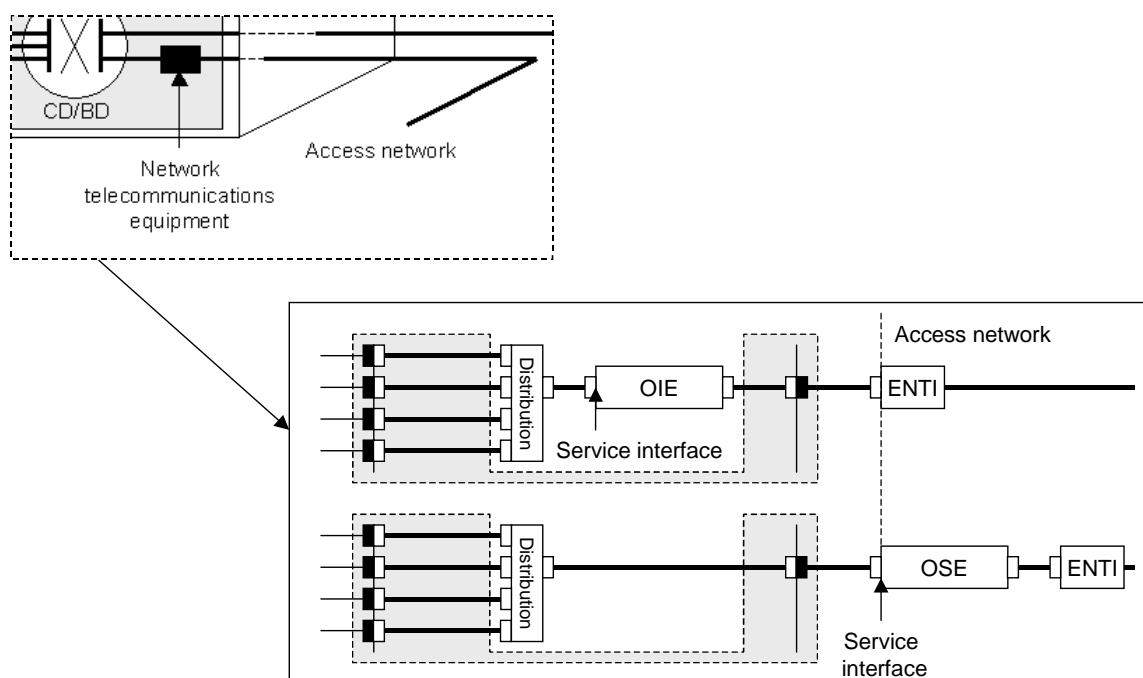 CD/BD
Access network
Network
telecommunications
equipment
Access network
Distribution
OIE
ENTI
Service interface
Distribution
OSE
ENTI
Service
interface